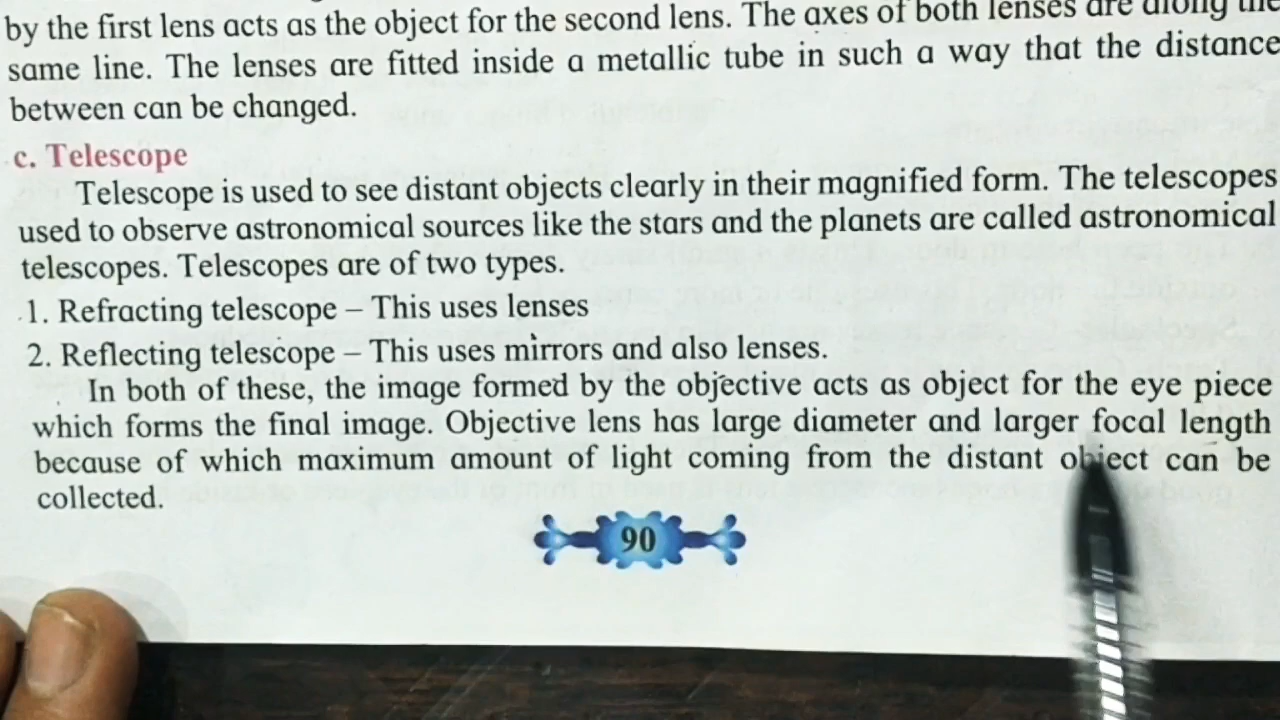 by the first lens acts as the object for the second lens. The axes of both lenses are along the
same line. The lenses are fitted inside a metallic tube in such a way that the distance
between can be changed.
c. Telescope
Telescope is used to see distant objects clearly in their magnified form. The telescopes
used to observe astronomical sources like the stars and the planets are called astronomical
telescopes. Telescopes are of two types.
1. Refracting telescope – This uses lenses
2. Reflecting telescope – This uses mirrors and also lenses.
In both of these, the image formed by the objective acts as object for the eye piece
which forms the final image. Objective lens has large diameter and larger focal length
because of which maximum amount of light coming from the distant object can be
collected.
90